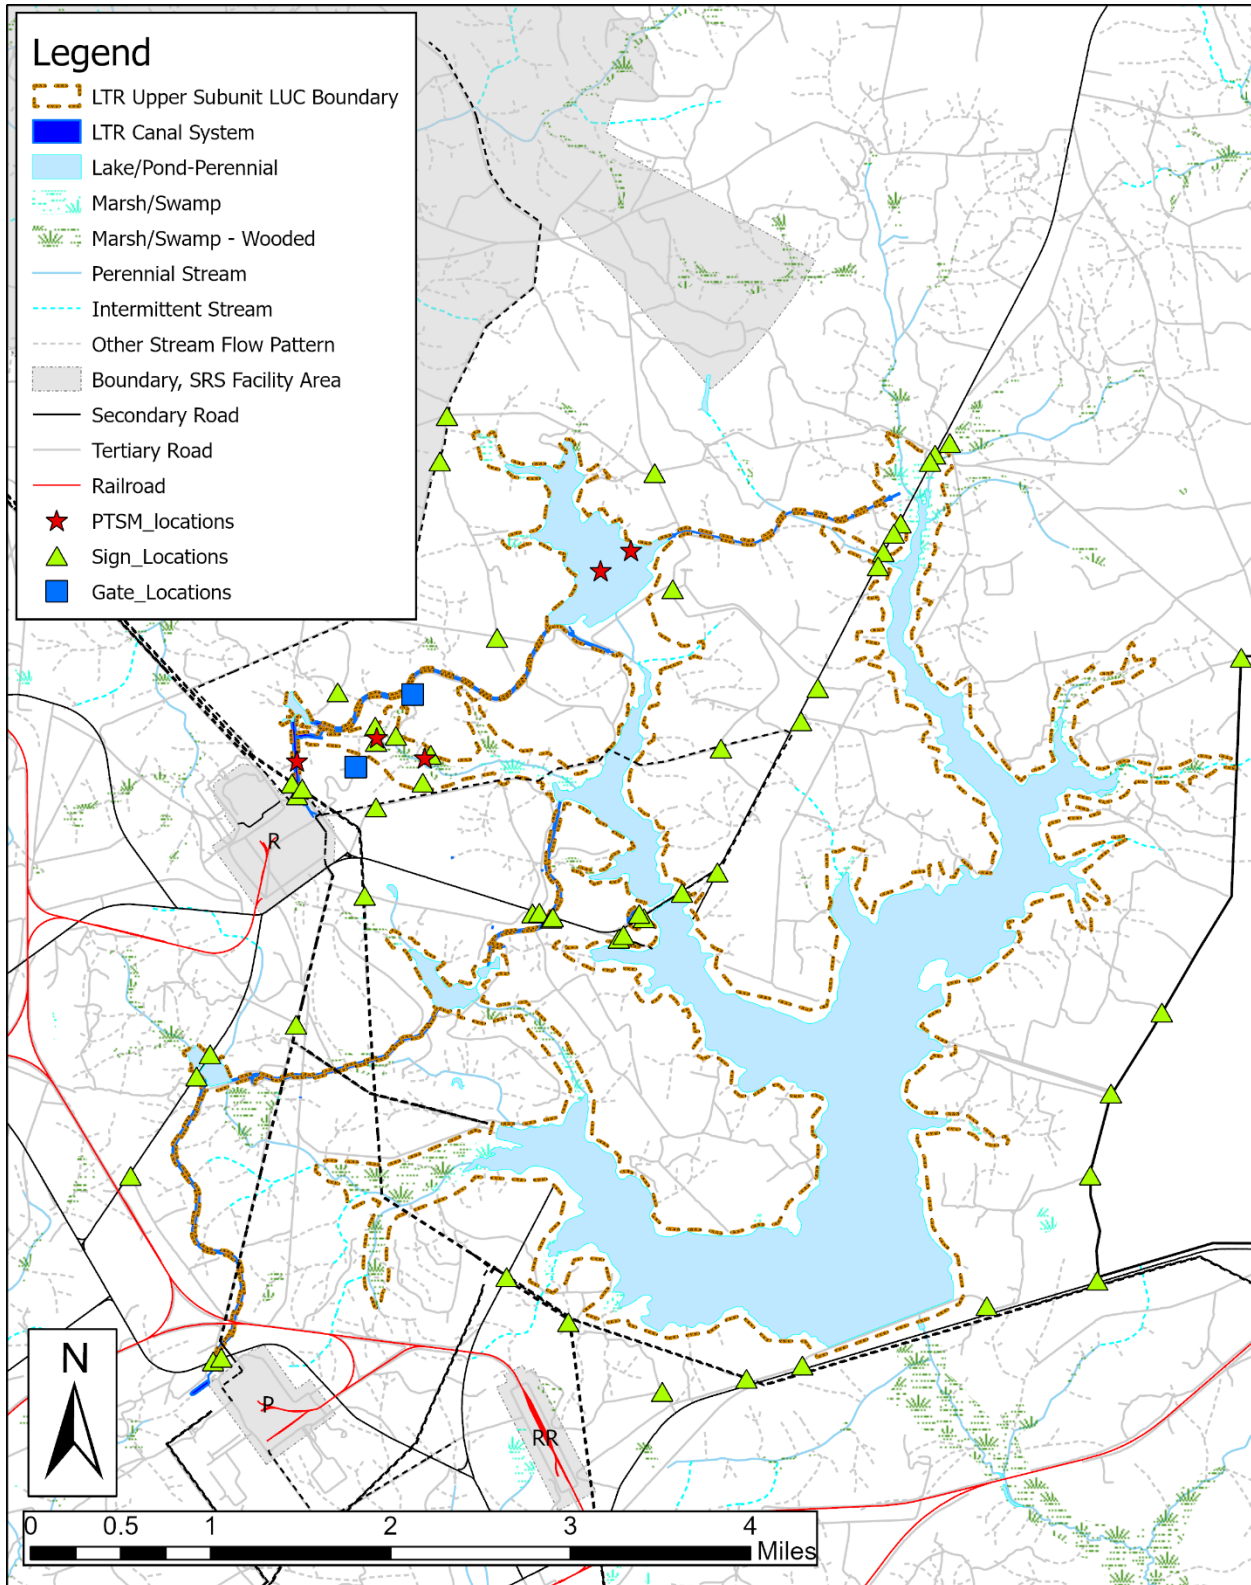 Legend
LTR Upper Subunit LUC Boundary
LTR Canal System
Lake/Pond-Perennial
Marsh/Swamp
Marsh/Swamp - Wooded
Perennial Stream
Intermittent Stream
Other Stream Flow Pattern
Boundary, SRS Facility Area
Secondary Road
Tertiary Road
Railroad
PTSM_locations
Sign_Locations
Gate_Locations
R
N
P
RR
0 0.5 1 2 3 4
Miles